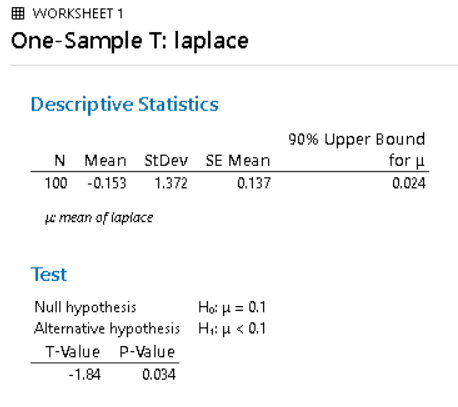 WORKSHEET 1
One-Sample T: laplace
Descriptive Statistics
90% Upper Bound
N Mean StDev SE Mean for μ
100 -0.153 1.372 0.137 0.024
μ: mean of laplace
Test
Null hypothesis H₀: μ = 0.1
Alternative hypothesis H₁: μ < 0.1
T-Value P-Value
-1.84 0.034